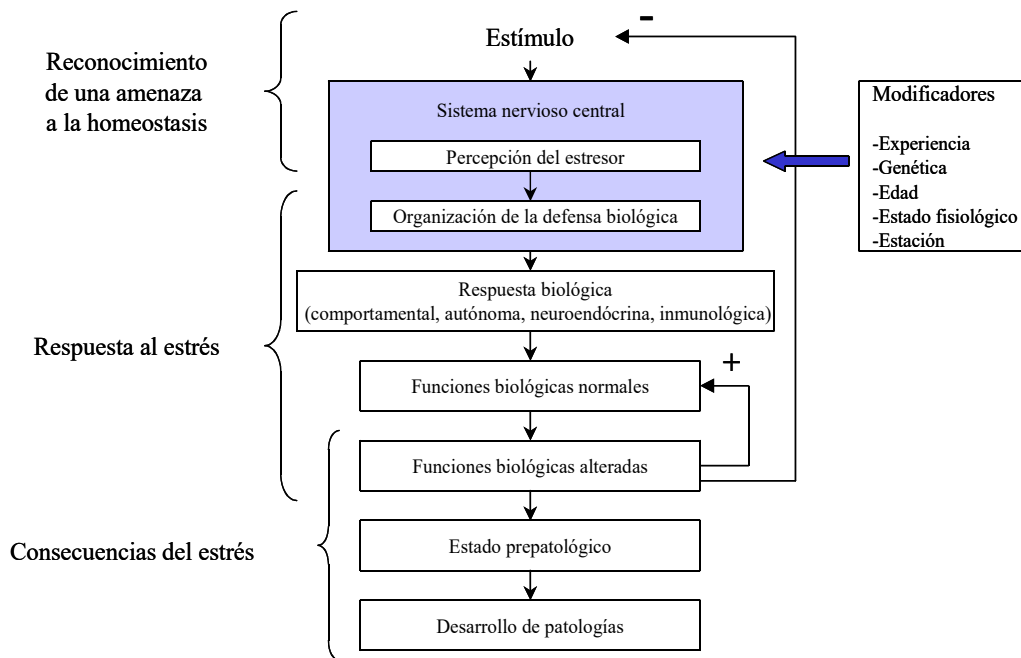 -
Estímulo
Reconocimiento
de una amenaza
a la homeostasis
Sistema nervioso central
Percepción del estresor
Organización de la defensa biológica
Modificadores
-Experiencia
-Genética
-Edad
-Estado fisiológico
-Estación
Respuesta al estrés
Respuesta biológica
(comportamental, autónoma, neuroendócrina, inmunológica)
+
Funciones biológicas normales
Funciones biológicas alteradas
Consecuencias del estrés
Estado prepatológico
Desarrollo de patologías